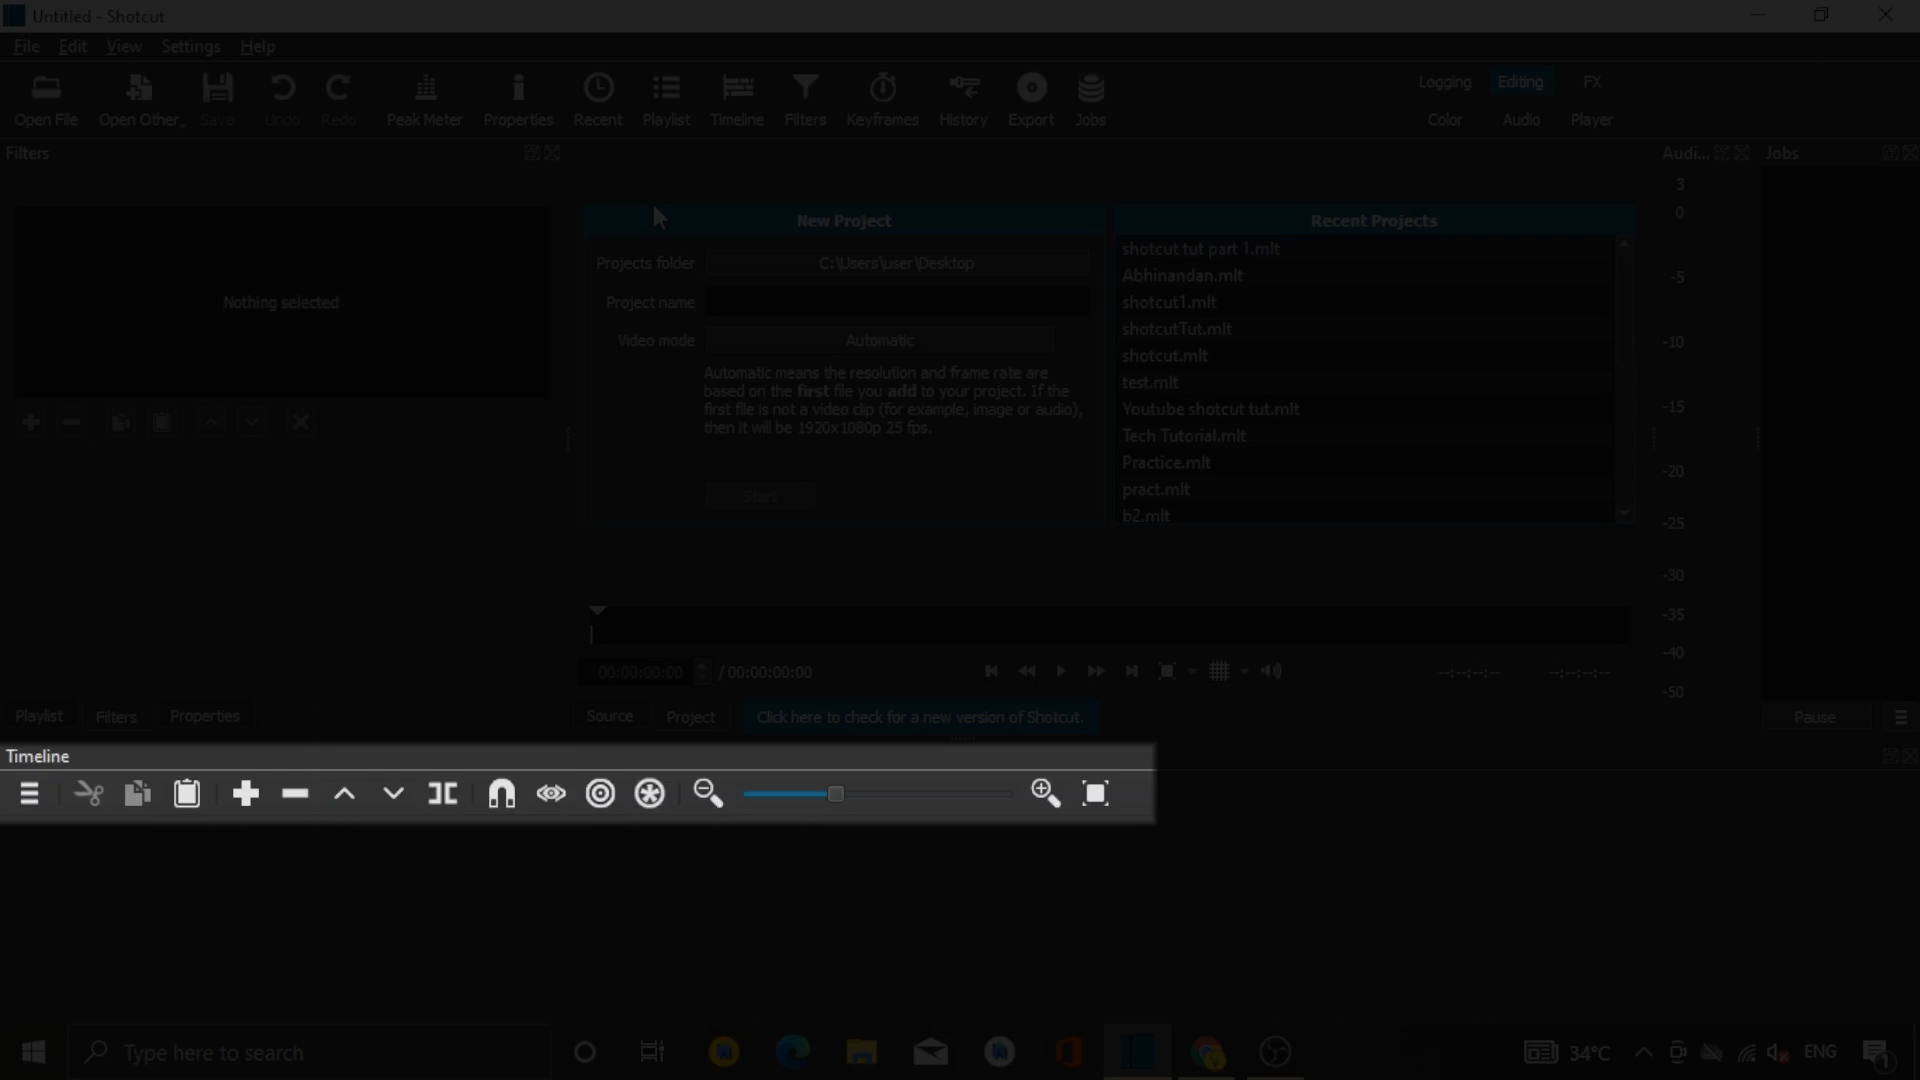 Untitled - Shotcut
File Edit View Settings Help
Open File Open Other... Save Undo Redo Peak Meter Properties Recent Playlist Timeline Filters Keyframes History Export Jobs
Logging Editing FX
Color Audio Player
Filters
Audi...
Jobs
3
0
-5
-10
-15
-20
-25
-30
-35
-40
-50
Nothing selected
New Project
Projects folder C:\Users\user\Desktop
Project name
Video mode Automatic
Automatic means the resolution and frame rate are
based on the first file you add to your project. If the
first file is not a video clip (for example, image or audio),
then it will be 1920x1080p 25 fps.
Start
Recent Projects
shotcut tut part 1.mlt
Abhinandan.mlt
shotcut1.mlt
shotcutTut.mlt
shotcut.mlt
test.mlt
Youtube shotcut tut.mlt
Tech Tutorial.mlt
Practice.mlt
pract.mlt
b2.mlt
00:00:00:00 / 00:00:00:00
--:--:--:-- --:--:--:--
Playlist Filters Properties
Source Project Click here to check for a new version of Shotcut.
Pause
Timeline
Type here to search
34°C
ENG
1